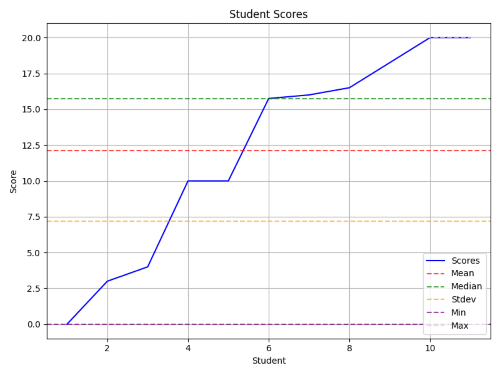 Student Scores
20.0
17.5
15.0
12.5
10.0
7.5
5.0
2.5
0.0
Score
2
4
6
8
10
Student
Scores
Mean
Median
Stdev
Min
Max